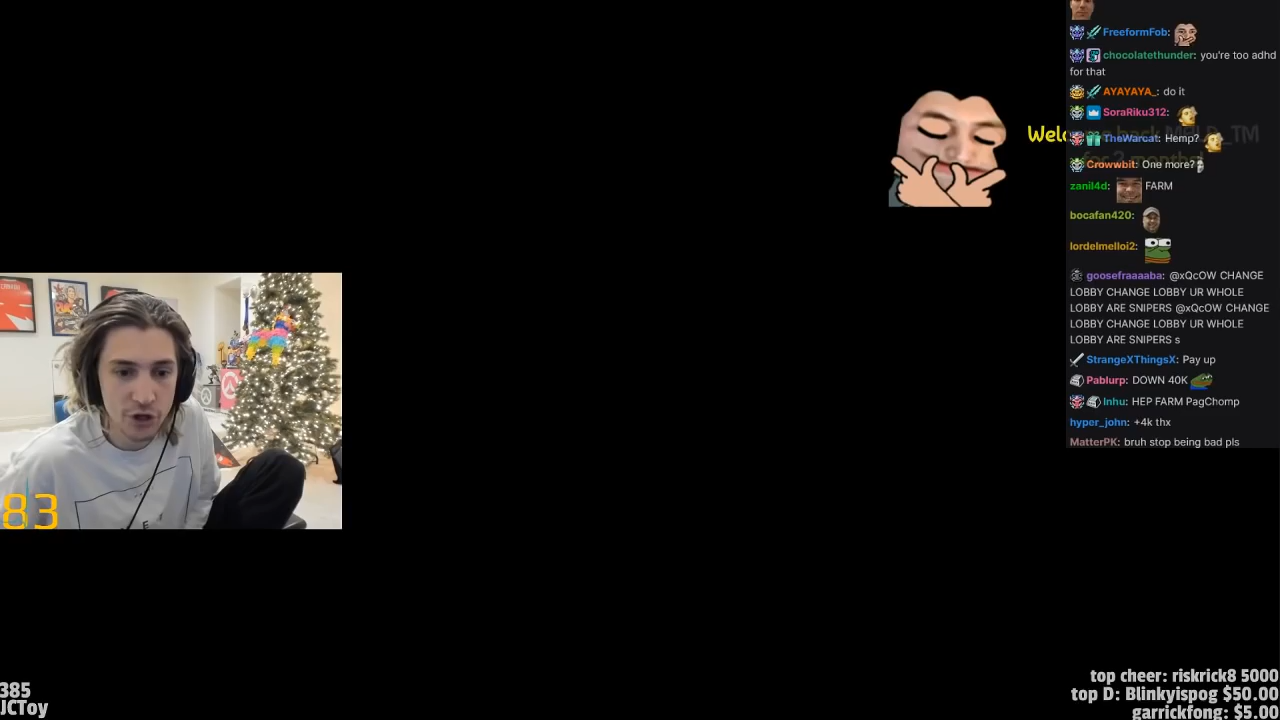 FreeformFob:
chocolatethunder: you're too adhd
for that
AYAYAYA_: do it
SoraRiku312:
TheWarcat: Hemp?
Crowwbit: One more?
zanil4d: FARM
bocafan420:
lordelmelloi2:
goosefraaaaba: @xQcOW CHANGE
LOBBY CHANGE LOBBY UR WHOLE
LOBBY ARE SNIPERS @xQcOW CHANGE
LOBBY CHANGE LOBBY UR WHOLE
LOBBY ARE SNIPERS s
StrangeXThingsX: Pay up
Pablurp: DOWN 40K
Inhu: HEP FARM PagChomp
hyper_john: +4k thx
MatterPK: bruh stop being bad pls
83
385
JCToy
top cheer: riskrick8 5000
top D: Blinkyispog $50.00
garrickfong: $5.00